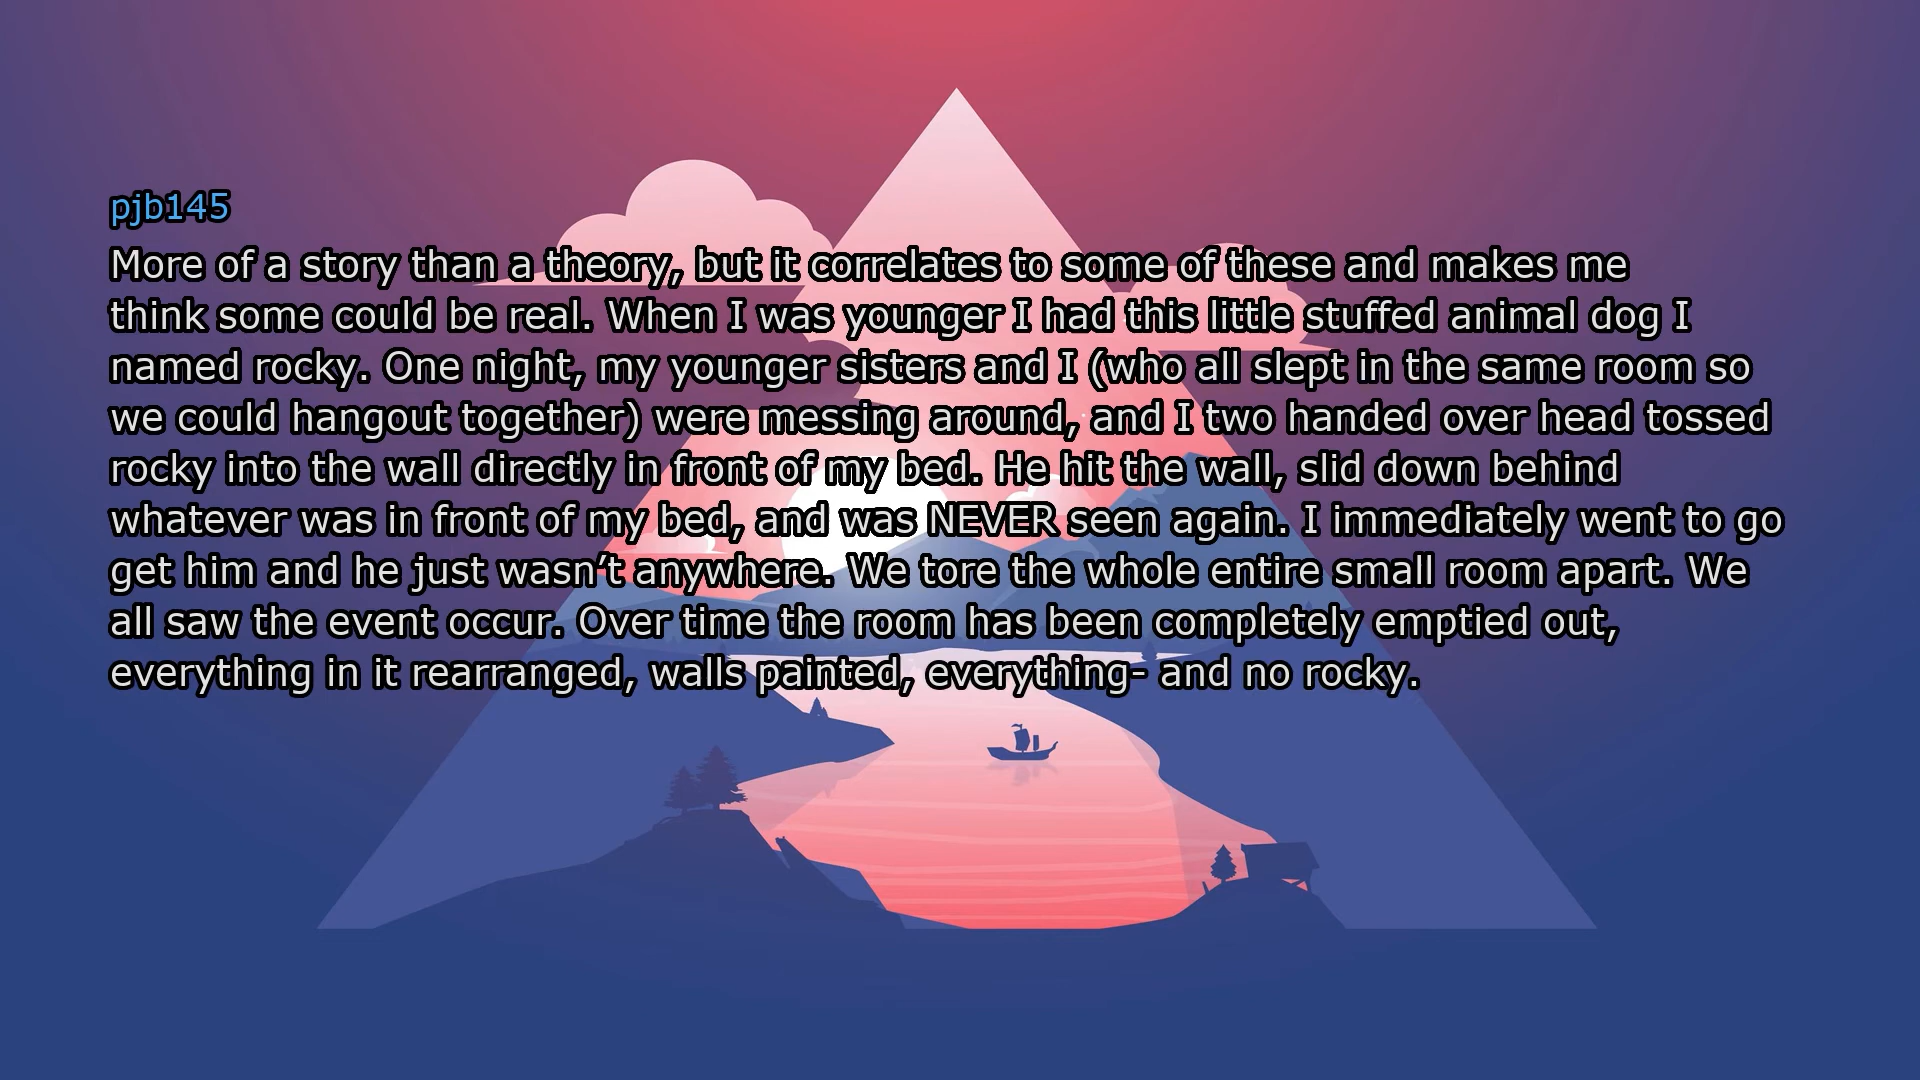 pjb145
More of a story than a theory, but it correlates to some of these and makes me
think some could be real. When I was younger I had this little stuffed animal dog I
named rocky. One night, my younger sisters and I (who all slept in the same room so
we could hangout together) were messing around, and I two handed over head tossed
rocky into the wall directly in front of my bed. He hit the wall, slid down behind
whatever was in front of my bed, and was NEVER seen again. I immediately went to go
get him and he just wasn’t anywhere. We tore the whole entire small room apart. We
all saw the event occur. Over time the room has been completely emptied out,
everything in it rearranged, walls painted, everything- and no rocky.